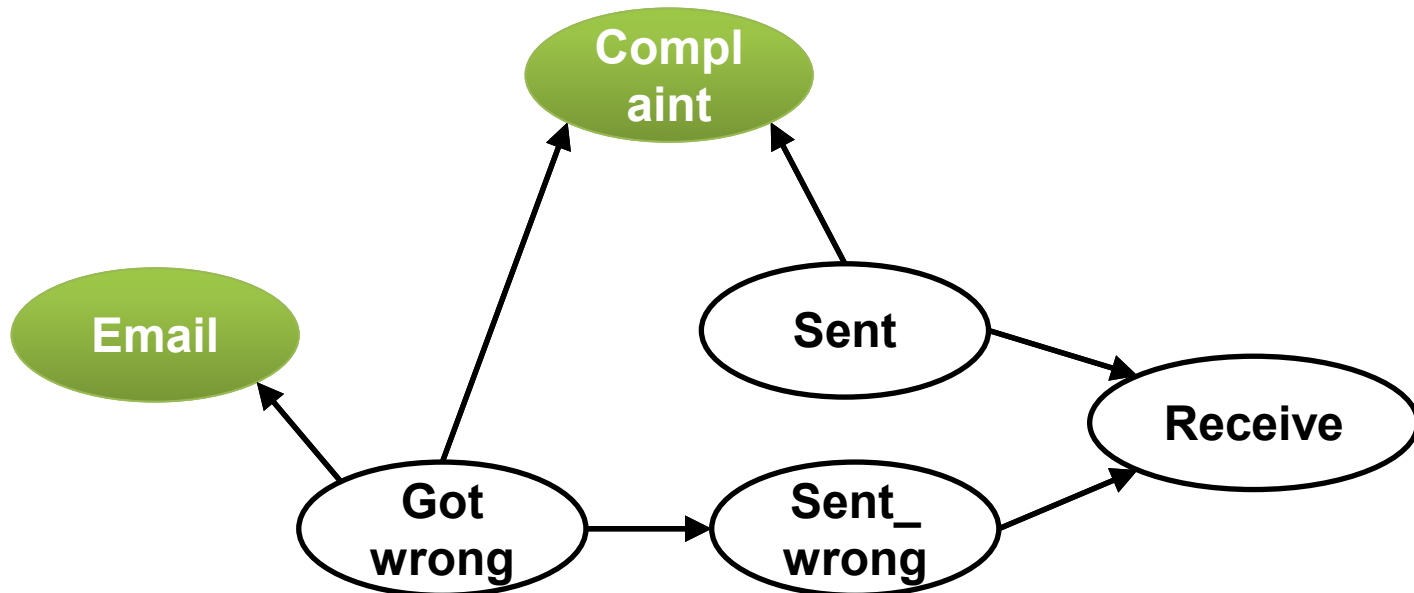 Compl
aint
Email
Sent
Receive
Got
wrong
Sent_
wrong